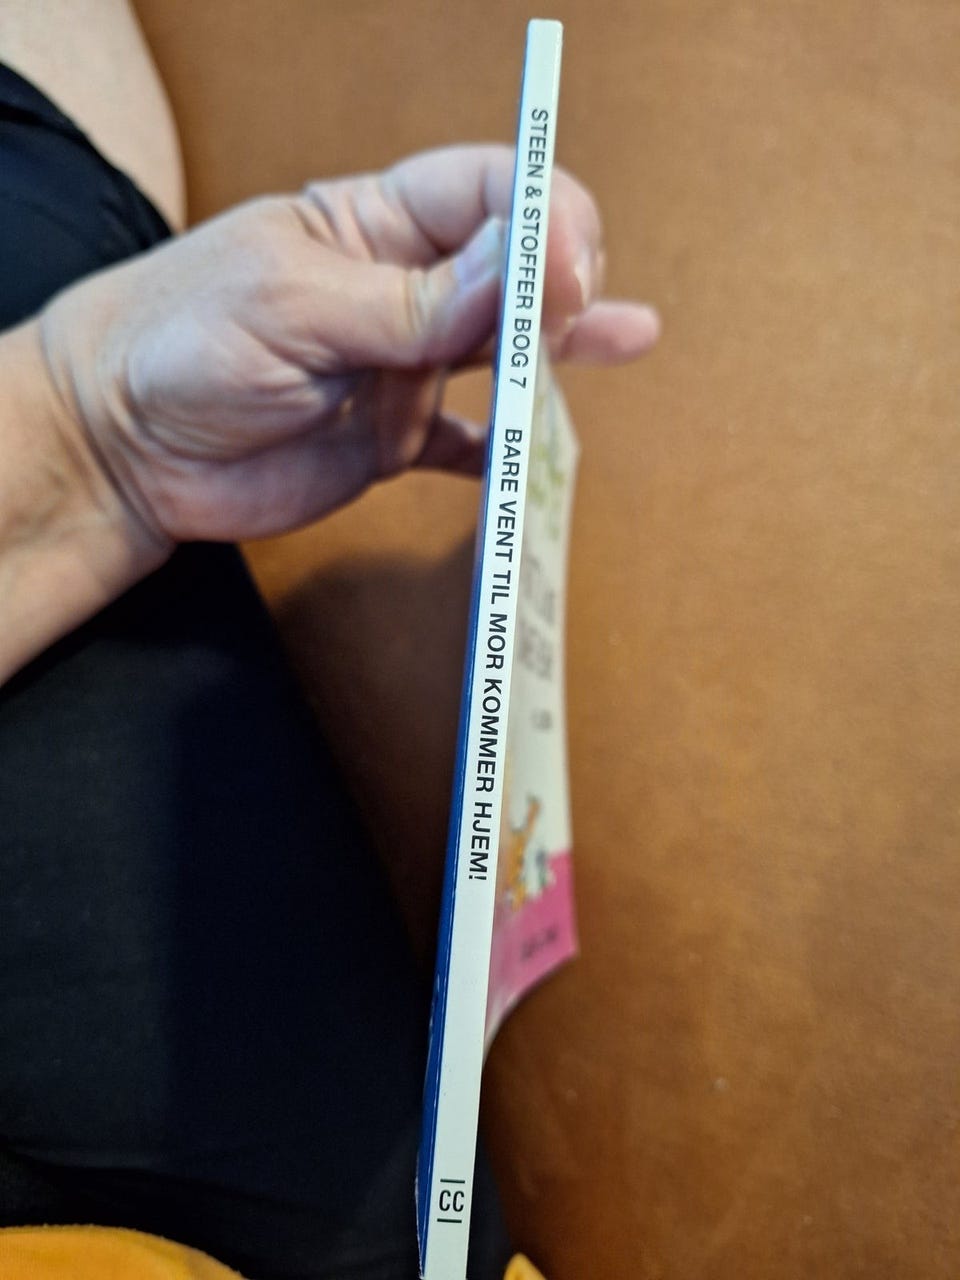 STEEN & STOFFER BOG 7 BARE VENT TIL MOR KOMMER HJEM!
CC